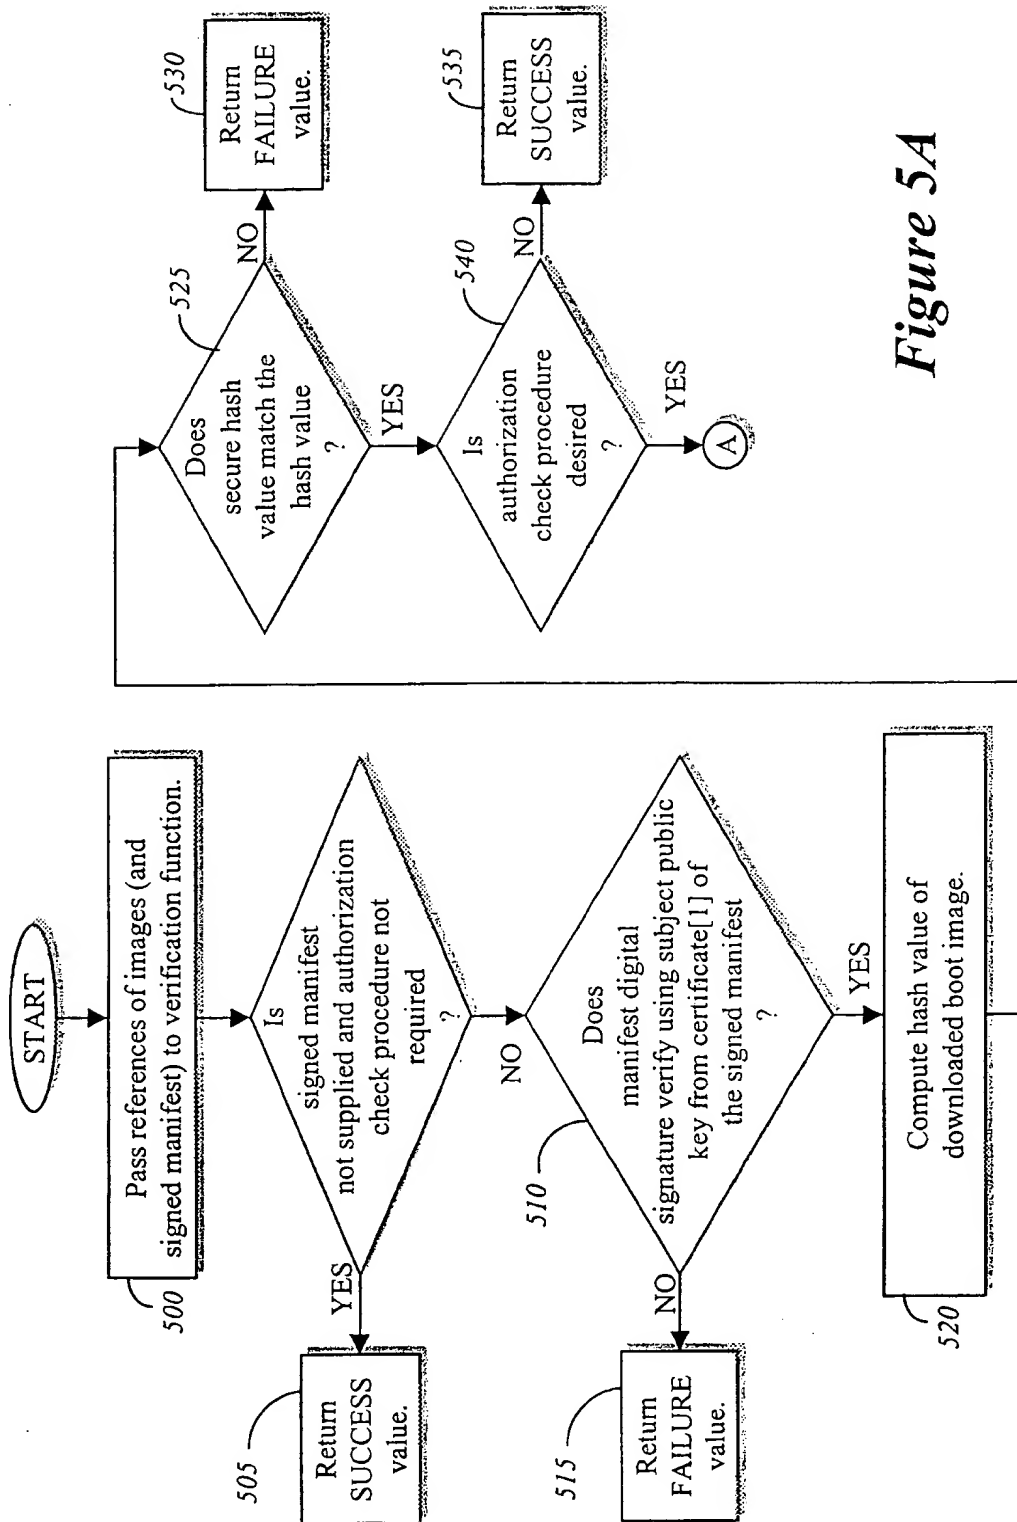 START
Pass references of images (and
signed manifest) to verification function.
500
Is
signed manifest
not supplied and authorization
check procedure not
required
?
YES
NO
505
Return
SUCCESS
value.
Does
manifest digital
signature verify using subject public
key from certificate[1] of
the signed manifest
?
510
NO
YES
515
Return
FAILURE
value.
Compute hash value of
downloaded boot image.
520
Does
secure hash
value match the
hash value
?
525
NO
YES
530
Return
FAILURE
value.
Is
authorization
check procedure
desired
?
540
NO
YES
535
Return
SUCCESS
value.
A
Figure 5A